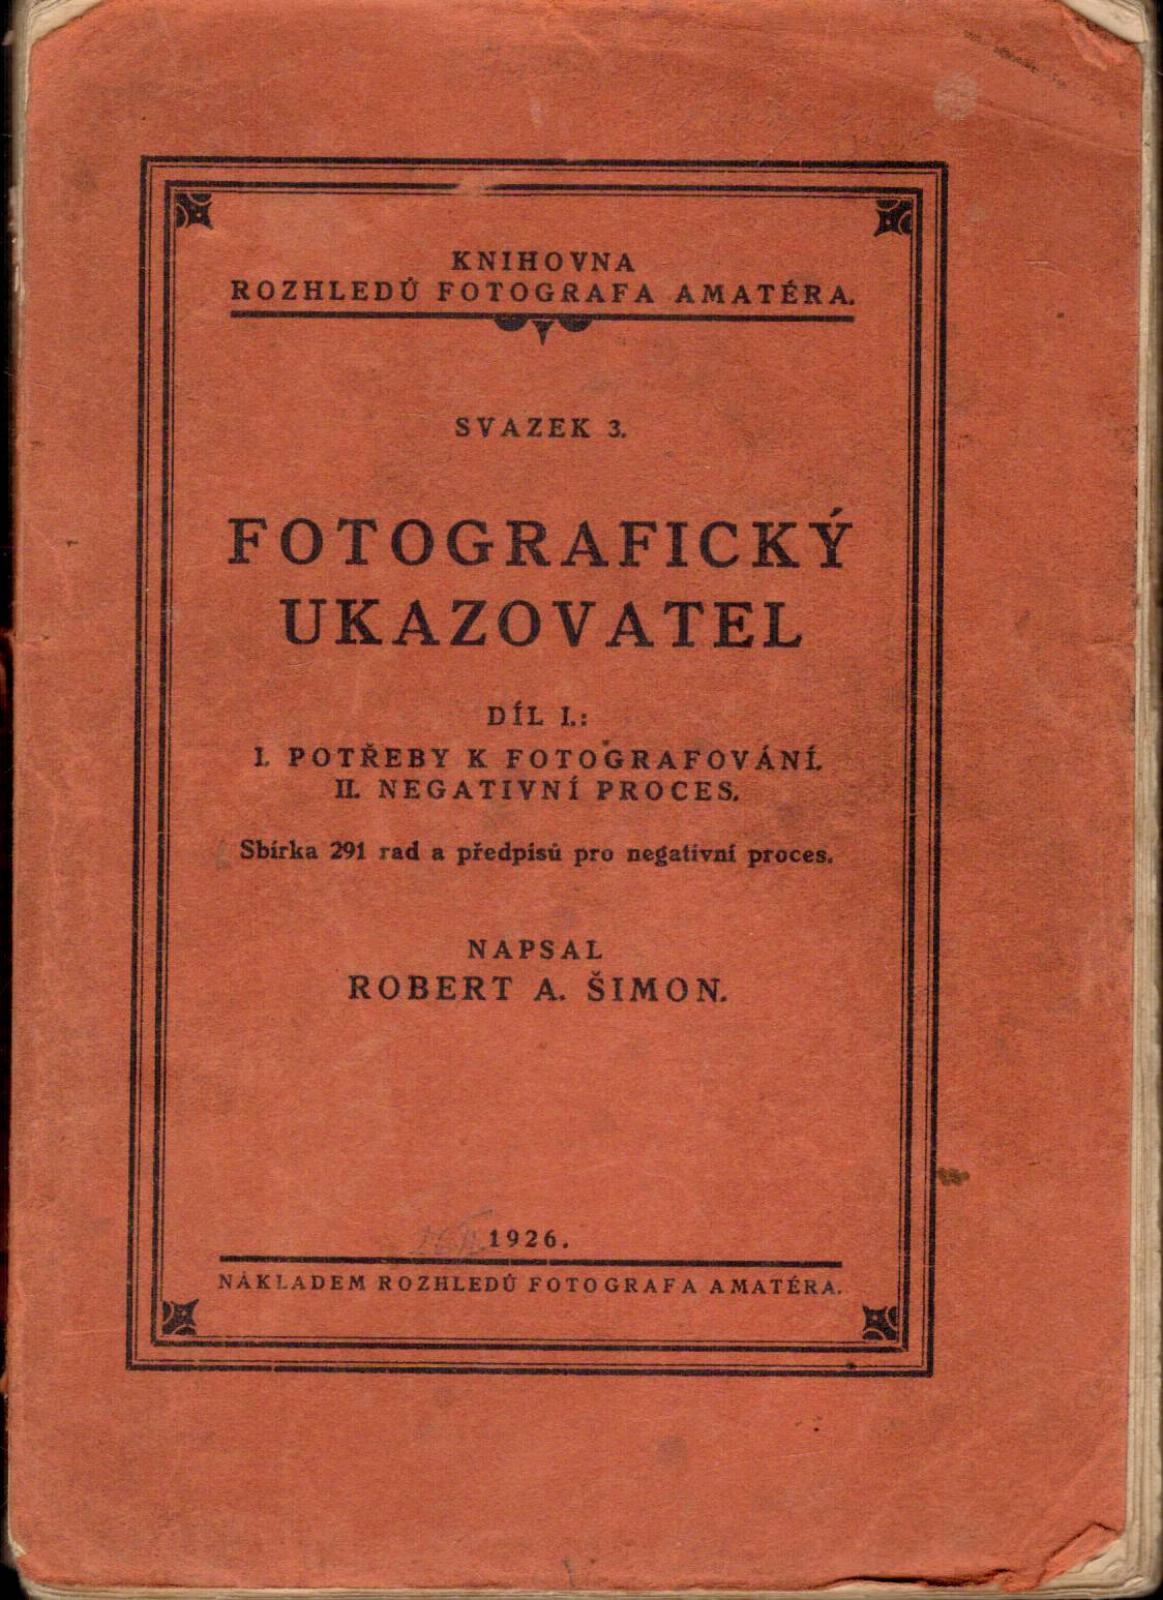 KNIHOVNA
ROZHLEDŮ FOTOGRAFA AMATÉRA.
SVAZEK 3.
FOTOGRAFICKÝ
UKAZOVATEL
DÍL I.:
I. POTŘEBY K FOTOGRAFOVÁNÍ.
II. NEGATIVNÍ PROCES.
Sbírka 291 rad a předpisů pro negativní proces.
NAPSAL
ROBERT A. ŠIMON.
1926.
NÁKLADEM ROZHLEDŮ FOTOGRAFA AMATÉRA.